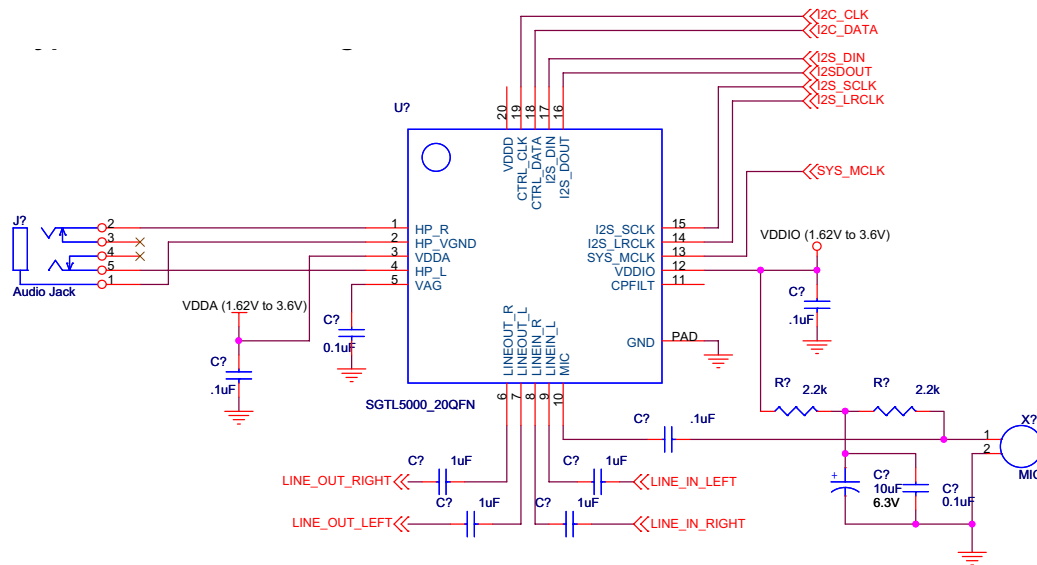 I2C_CLK
I2C_DATA
I2S_DIN
I2SDOUT
I2S_SCLK
I2S_LRCLK
U?
20
19
18
17
16
VDDD
CTRL_CLK
CTRL_DATA
I2S_DIN
I2S_DOUT
SYS_MCLK
J?
2
3
4
5
1
Audio Jack
1
2
3
4
5
HP_R
HP_VGND
VDDA
HP_L
VAG
I2S_SCLK
I2S_LRCLK
SYS_MCLK
VDDIO
CPFILT
15
14
13
12
11
VDDIO (1.62V to 3.6V)
C?
.1uF
VDDA (1.62V to 3.6V)
C?
.1uF
C?
0.1uF
GND
PAD
LINEOUT_R
LINEOUT_L
LINEIN_R
LINEIN_L
MIC
6
7
8
9
10
SGTL5000_20QFN
R?
2.2k
R?
2.2k
C?
.1uF
X?
1
2
MIC
C?
1uF
LINE_OUT_RIGHT
C?
1uF
LINE_IN_LEFT
C?
1uF
LINE_OUT_LEFT
C?
1uF
LINE_IN_RIGHT
+
C?
10uF
6.3V
C?
0.1uF